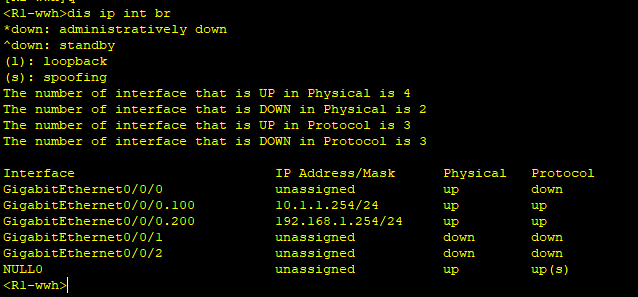 <R1-wwh>dis ip int br
*down: administratively down
^down: standby
(l): loopback
(s): spoofing
The number of interface that is UP in Physical is 4
The number of interface that is DOWN in Physical is 2
The number of interface that is UP in Protocol is 3
The number of interface that is DOWN in Protocol is 3
Interface IP Address/Mask Physical Protocol
GigabitEthernet0/0/0 unassigned up down
GigabitEthernet0/0/0.100 10.1.1.254/24 up up
GigabitEthernet0/0/0.200 192.168.1.254/24 up up
GigabitEthernet0/0/1 unassigned down down
GigabitEthernet0/0/2 unassigned down down
NULL0 unassigned up up(s)
<R1-wwh>